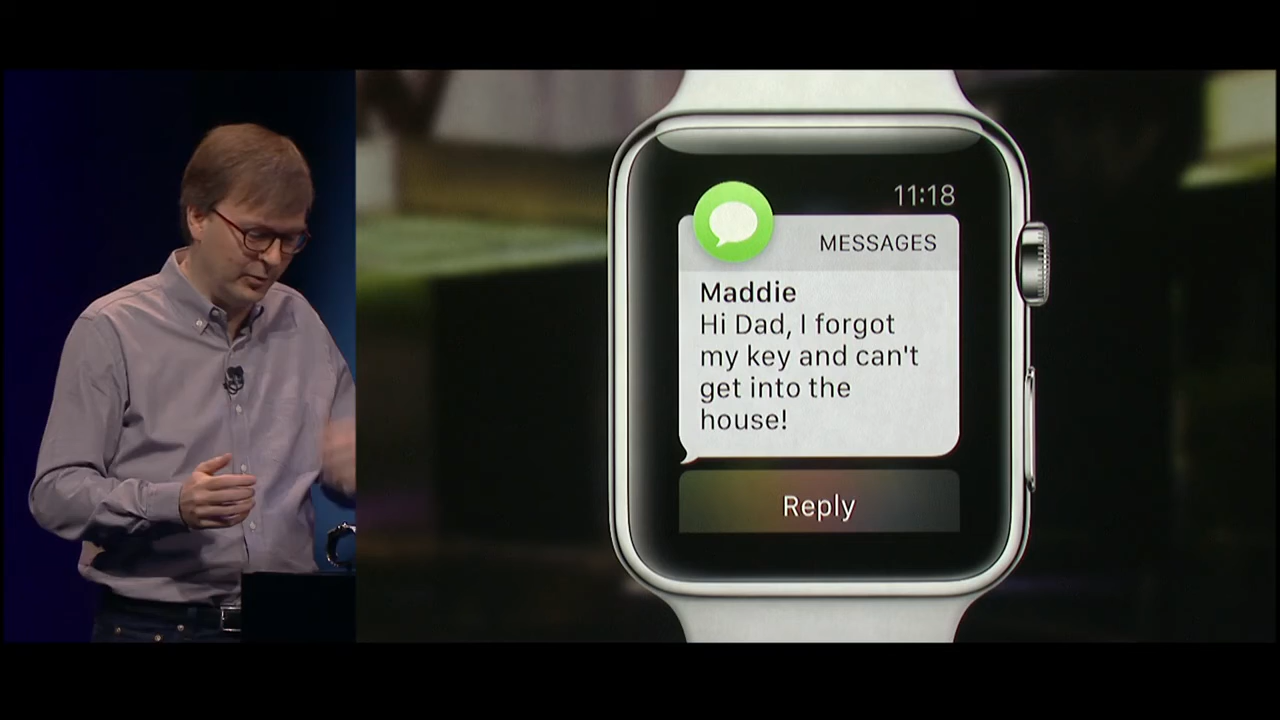 11:18
MESSAGES
Maddie
Hi Dad, I forgot
my key and can't
get into the
house!
Reply